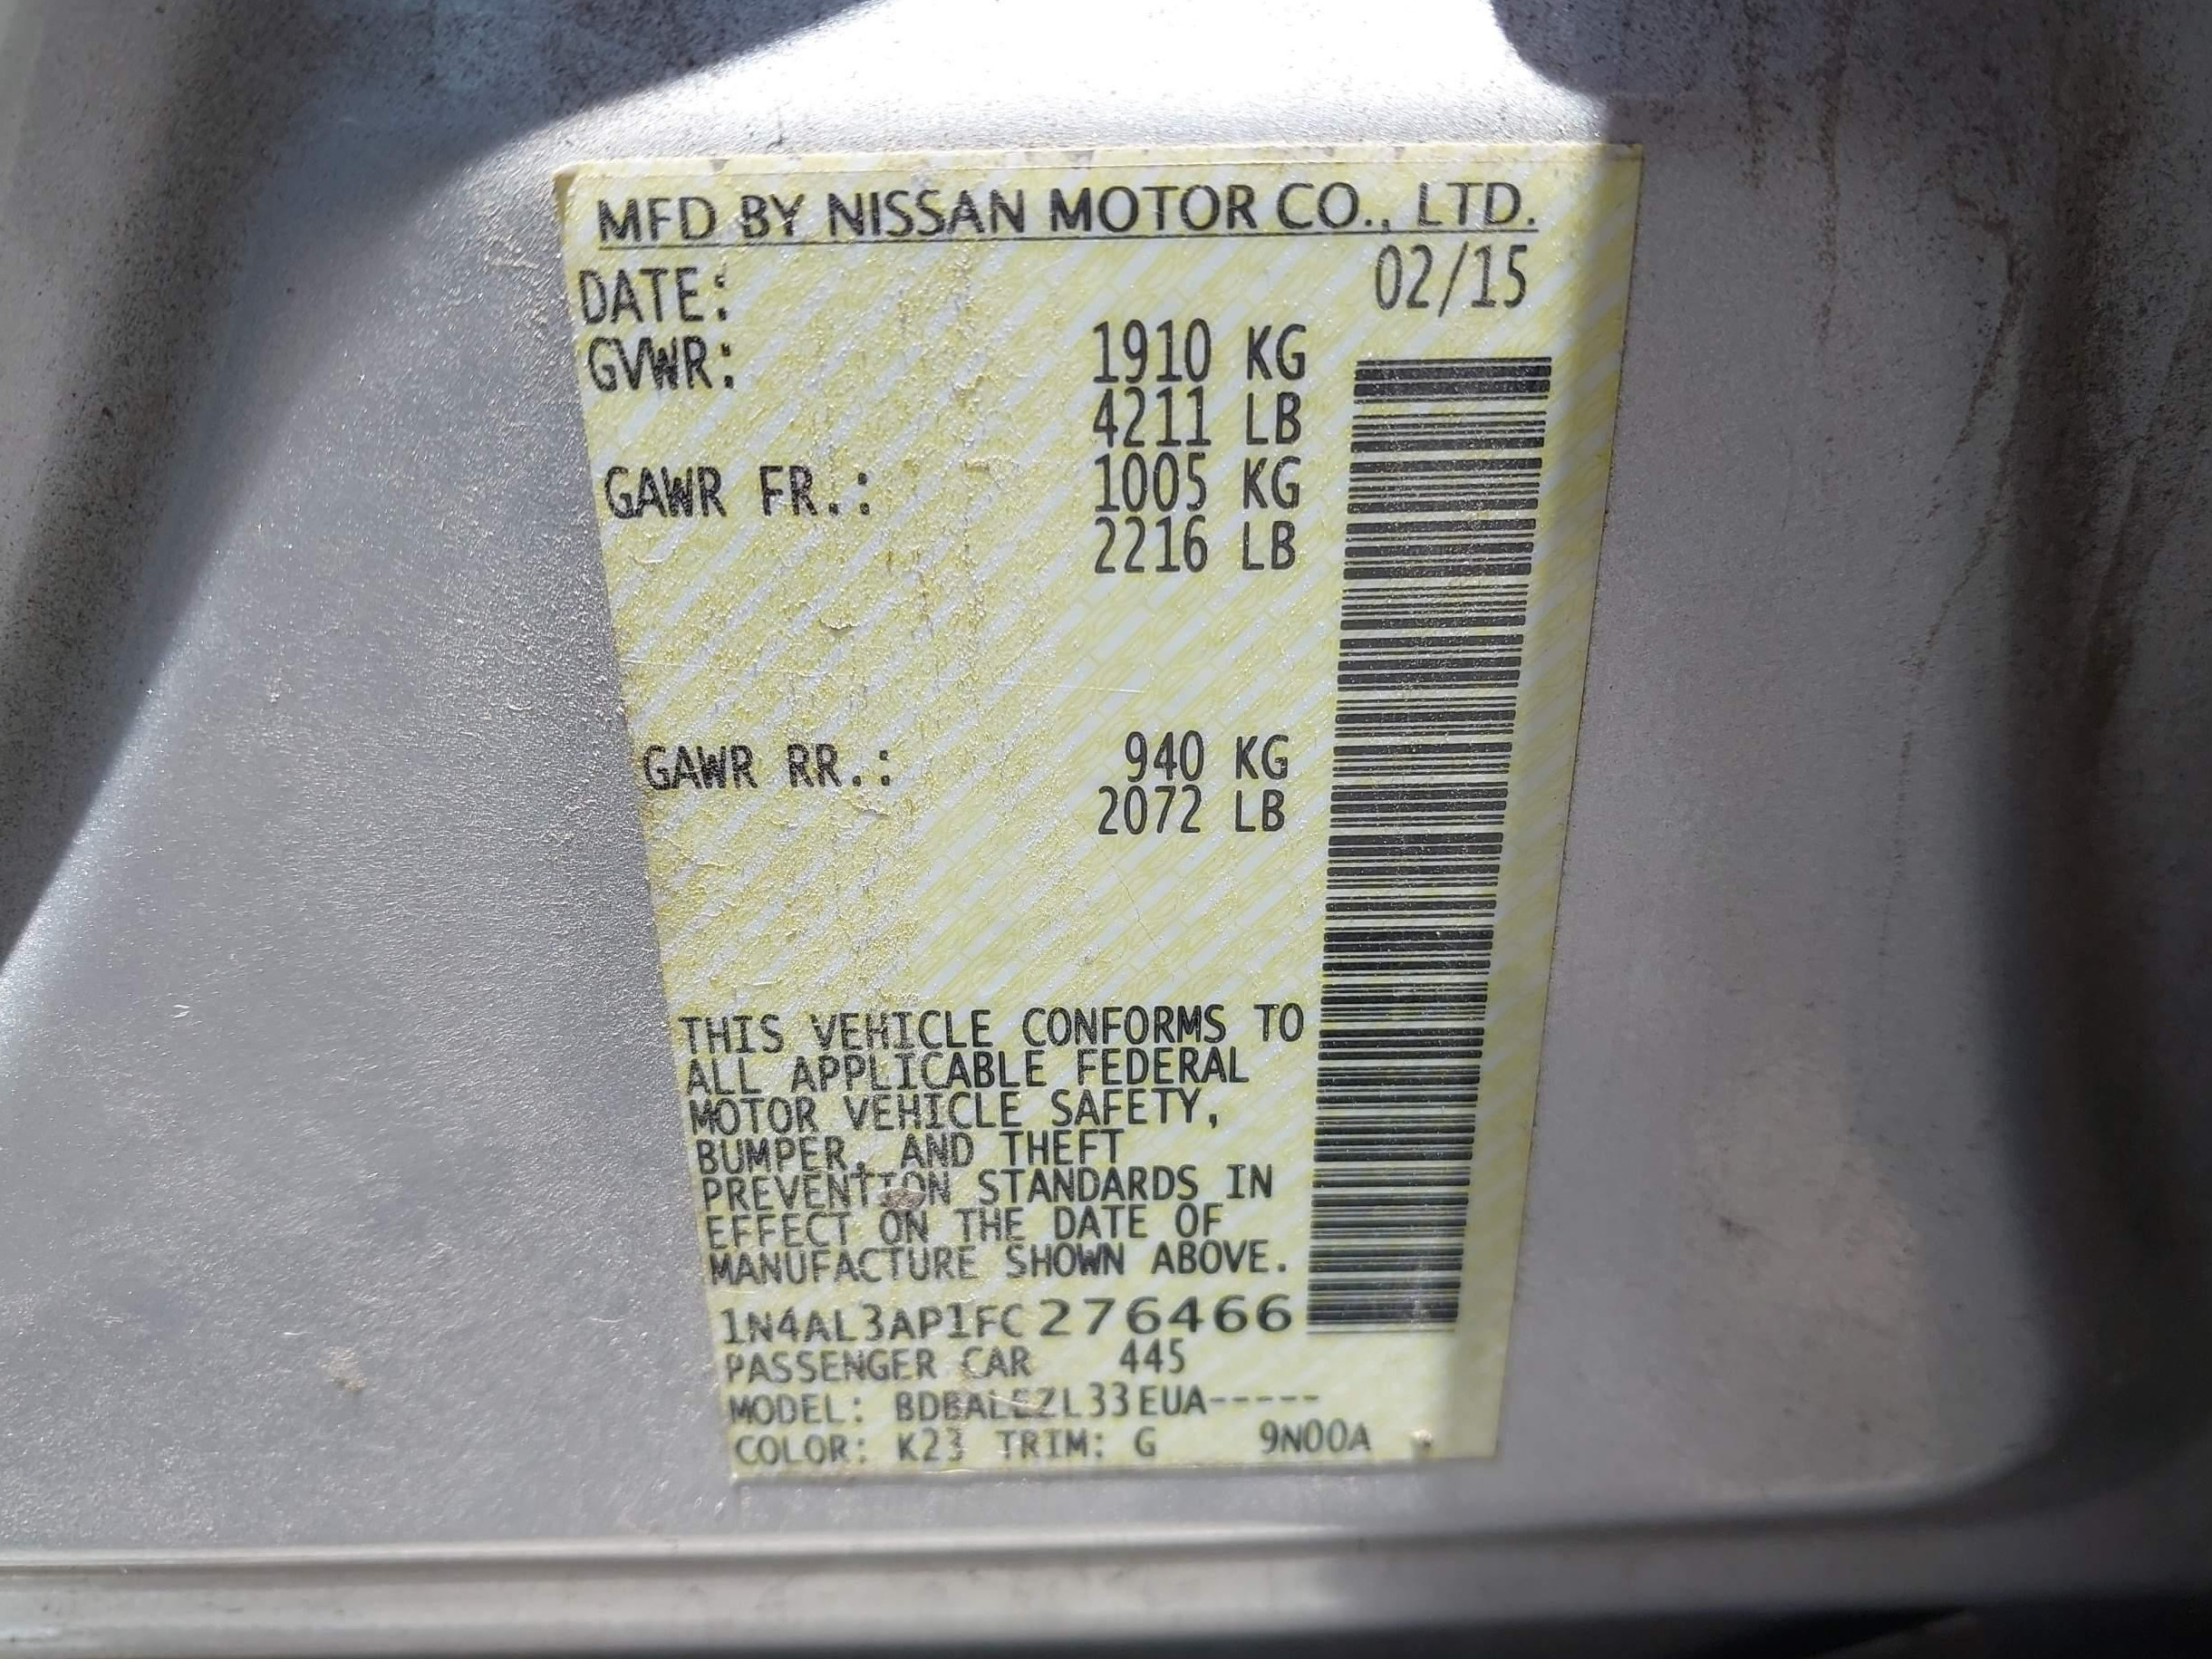 MFD BY NISSAN MOTOR CO., LTD.
DATE: 02/15
GVWR: 1910 KG
4211 LB
GAWR FR.: 1005 KG
2216 LB
GAWR RR.: 940 KG
2072 LB
THIS VEHICLE CONFORMS TO
ALL APPLICABLE FEDERAL
MOTOR VEHICLE SAFETY,
BUMPER, AND THEFT
PREVENTION STANDARDS IN
EFFECT ON THE DATE OF
MANUFACTURE SHOWN ABOVE.
1N4AL3AP1FC276466
PASSENGER CAR 445
MODEL: BDBALEZL33EUA-----
COLOR: K23 TRIM: G 9N00A